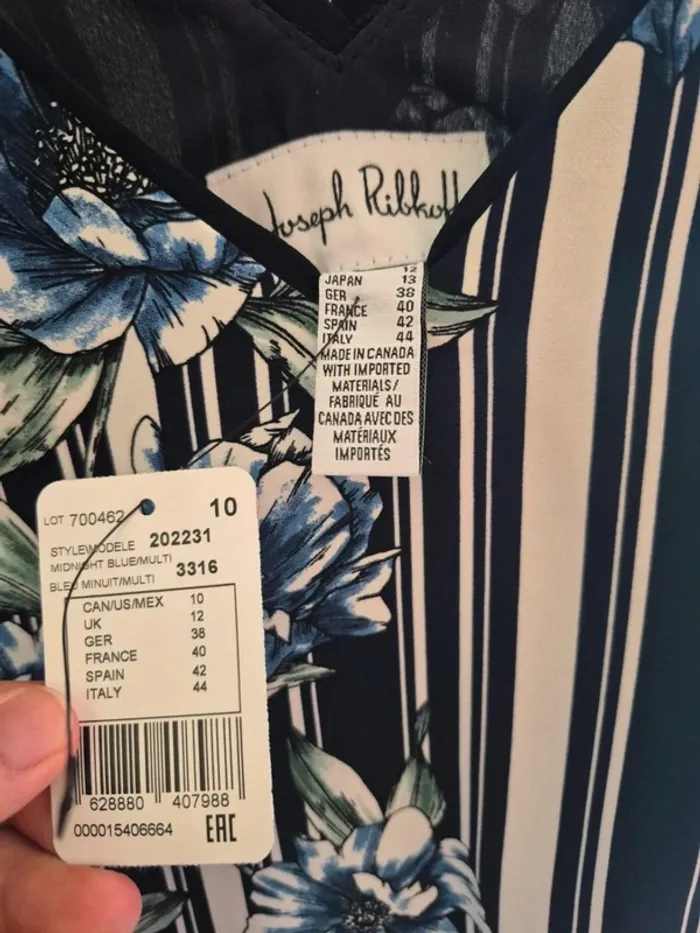 Joseph Ribkoff
12
JAPAN 13
GER 38
FRANCE 40
SPAIN 42
ITALY 44
MADE IN CANADA
WITH IMPORTED
MATERIALS/
FABRIQUÉ AU
CANADA AVEC DES
MATÉRIAUX
IMPORTÉS
10
LOT 700462
STYLE\MODELE 202231
MIDNIGHT BLUE/MULTI
BLEU MINUIT/MULTI 3316
CAN/US/MEX 10
UK 12
GER 38
FRANCE 40
SPAIN 42
ITALY 44
628880 407988
000015406664 EAC